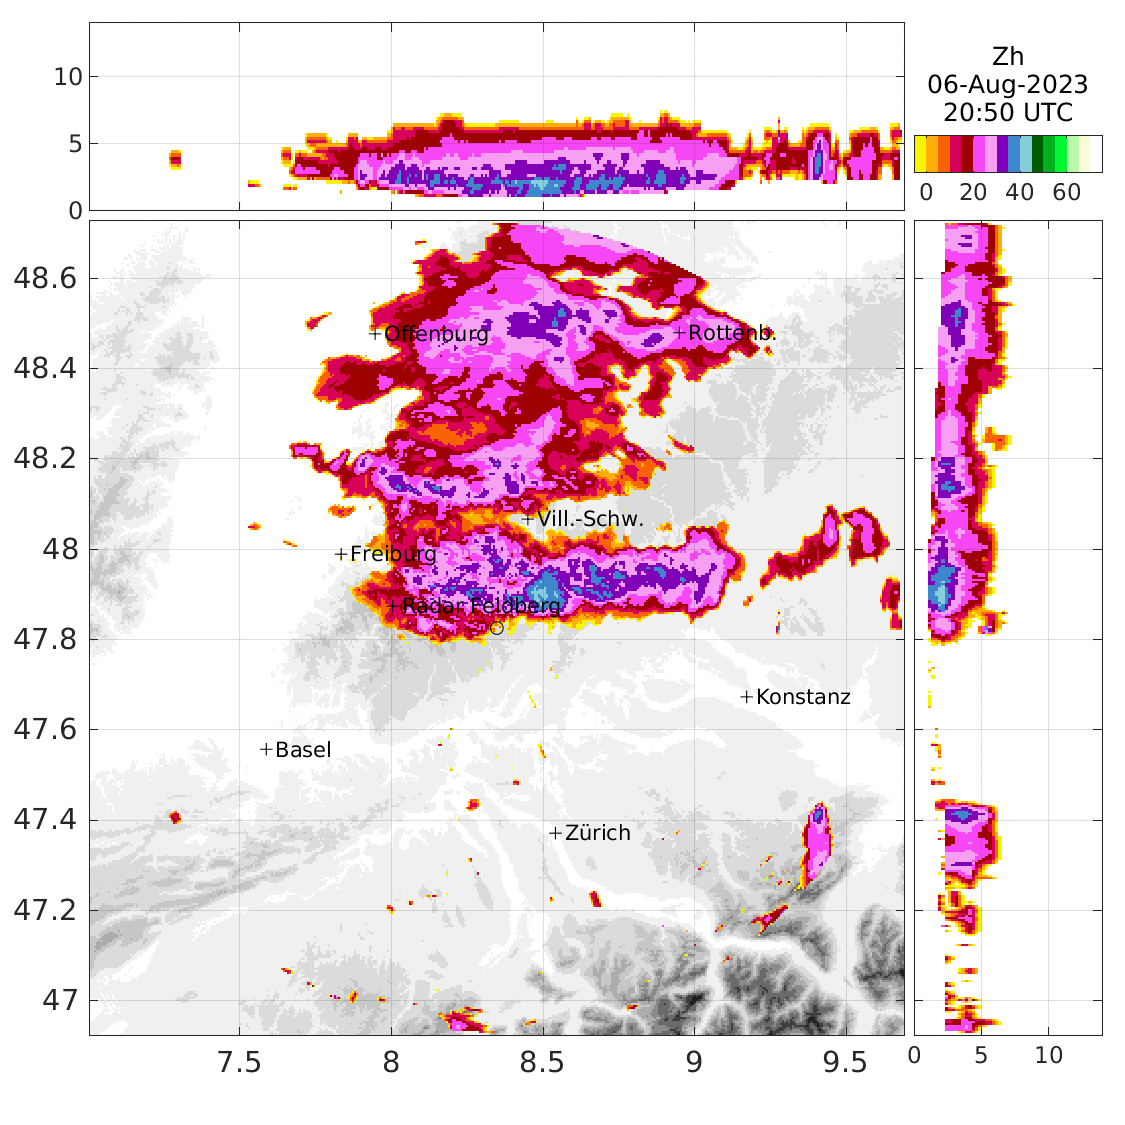 10
5
0
Zh
06-Aug-2023
20:50 UTC
0 20 40 60
48.6
48.4
48.2
48
47.8
47.6
47.4
47.2
47
Offenburg
Rottenb.
Vill.-Schw.
Freiburg
Radar Feldberg
Konstanz
Basel
Zürich
7.5 8 8.5 9 9.5
0 5 10